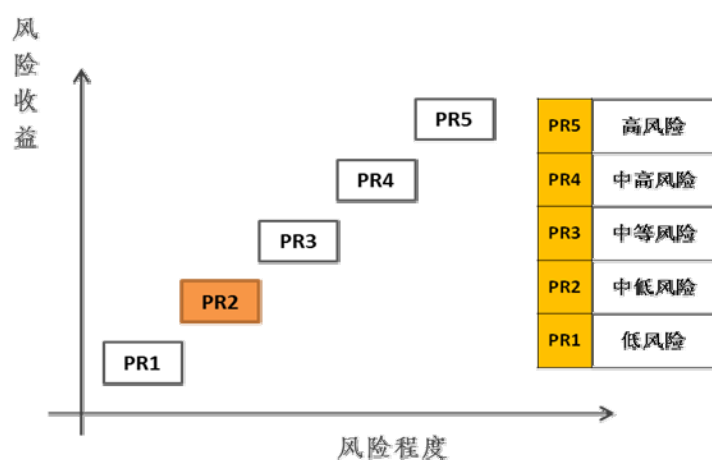 风险收益
PR5
PR4
PR3
PR2
PR1
风险程度
PR5 高风险
PR4 中高风险
PR3 中等风险
PR2 中低风险
PR1 低风险